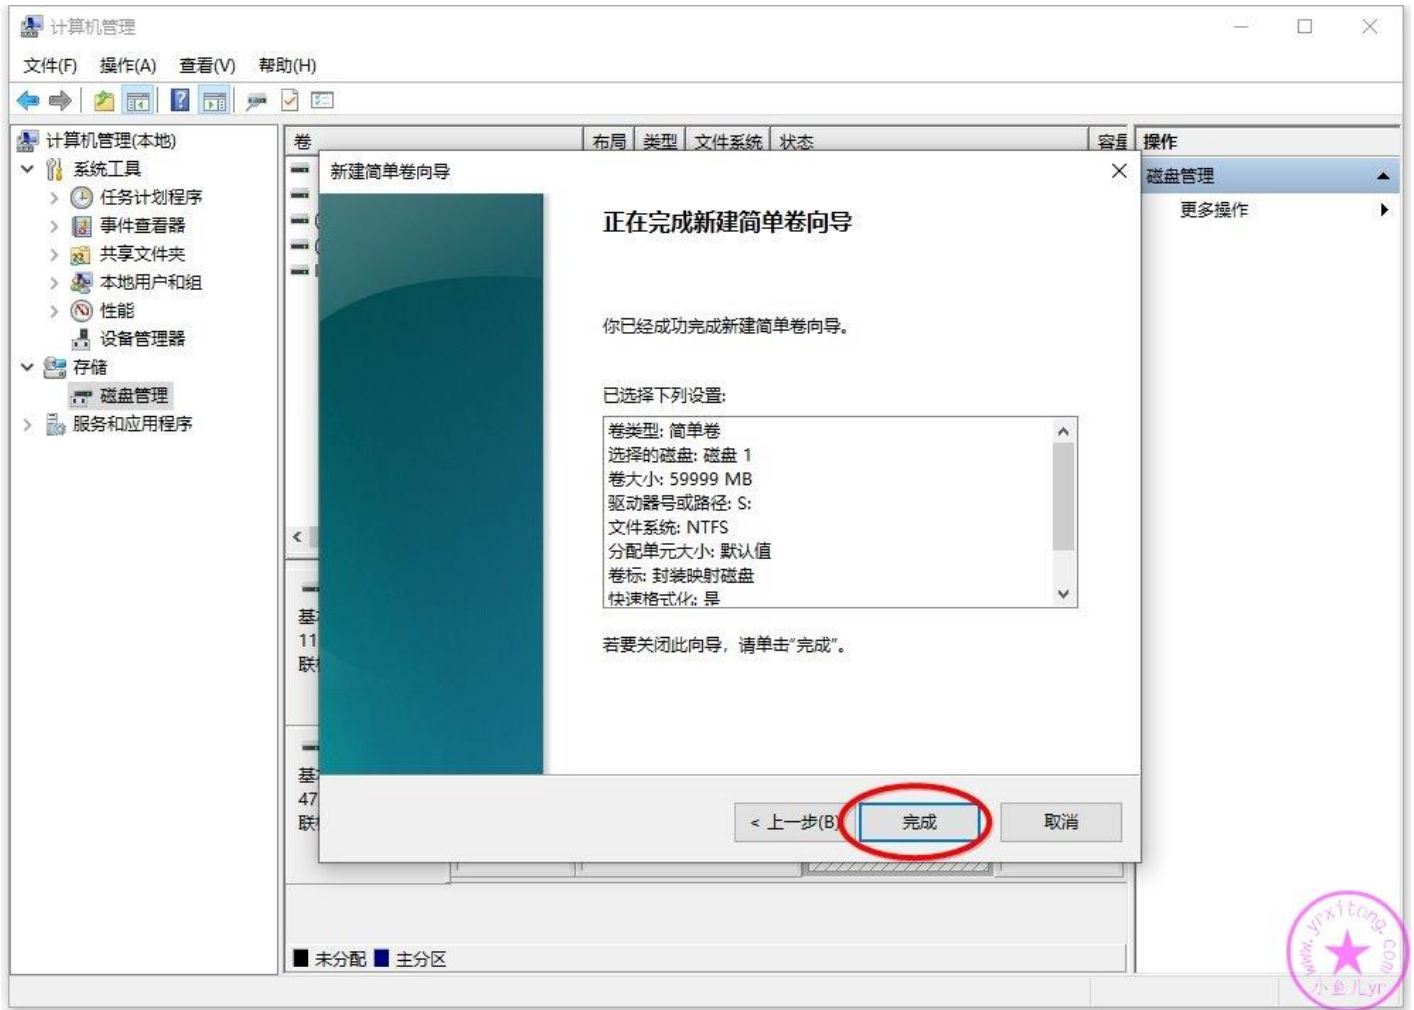 计算机管理
文件(F) 操作(A) 查看(V) 帮助(H)
计算机管理(本地)
系统工具
任务计划程序
事件查看器
共享文件夹
本地用户和组
性能
设备管理器
存储
磁盘管理
服务和应用程序
卷 布局 类型 文件系统 状态
操作
磁盘管理
更多操作
新建简单卷向导
正在完成新建简单卷向导
你已经成功完成新建简单卷向导。
已选择下列设置:
卷类型: 简单卷
选择的磁盘: 磁盘 1
卷大小: 59999 MB
驱动器号或路径: S:
文件系统: NTFS
分配单元大小: 默认值
卷标: 封装映射磁盘
快速格式化: 是
若要关闭此向导，请单击"完成"。
< 上一步(B)
完成
取消
11
47
未分配 主分区
www.yrxitong.com
小鱼儿yr